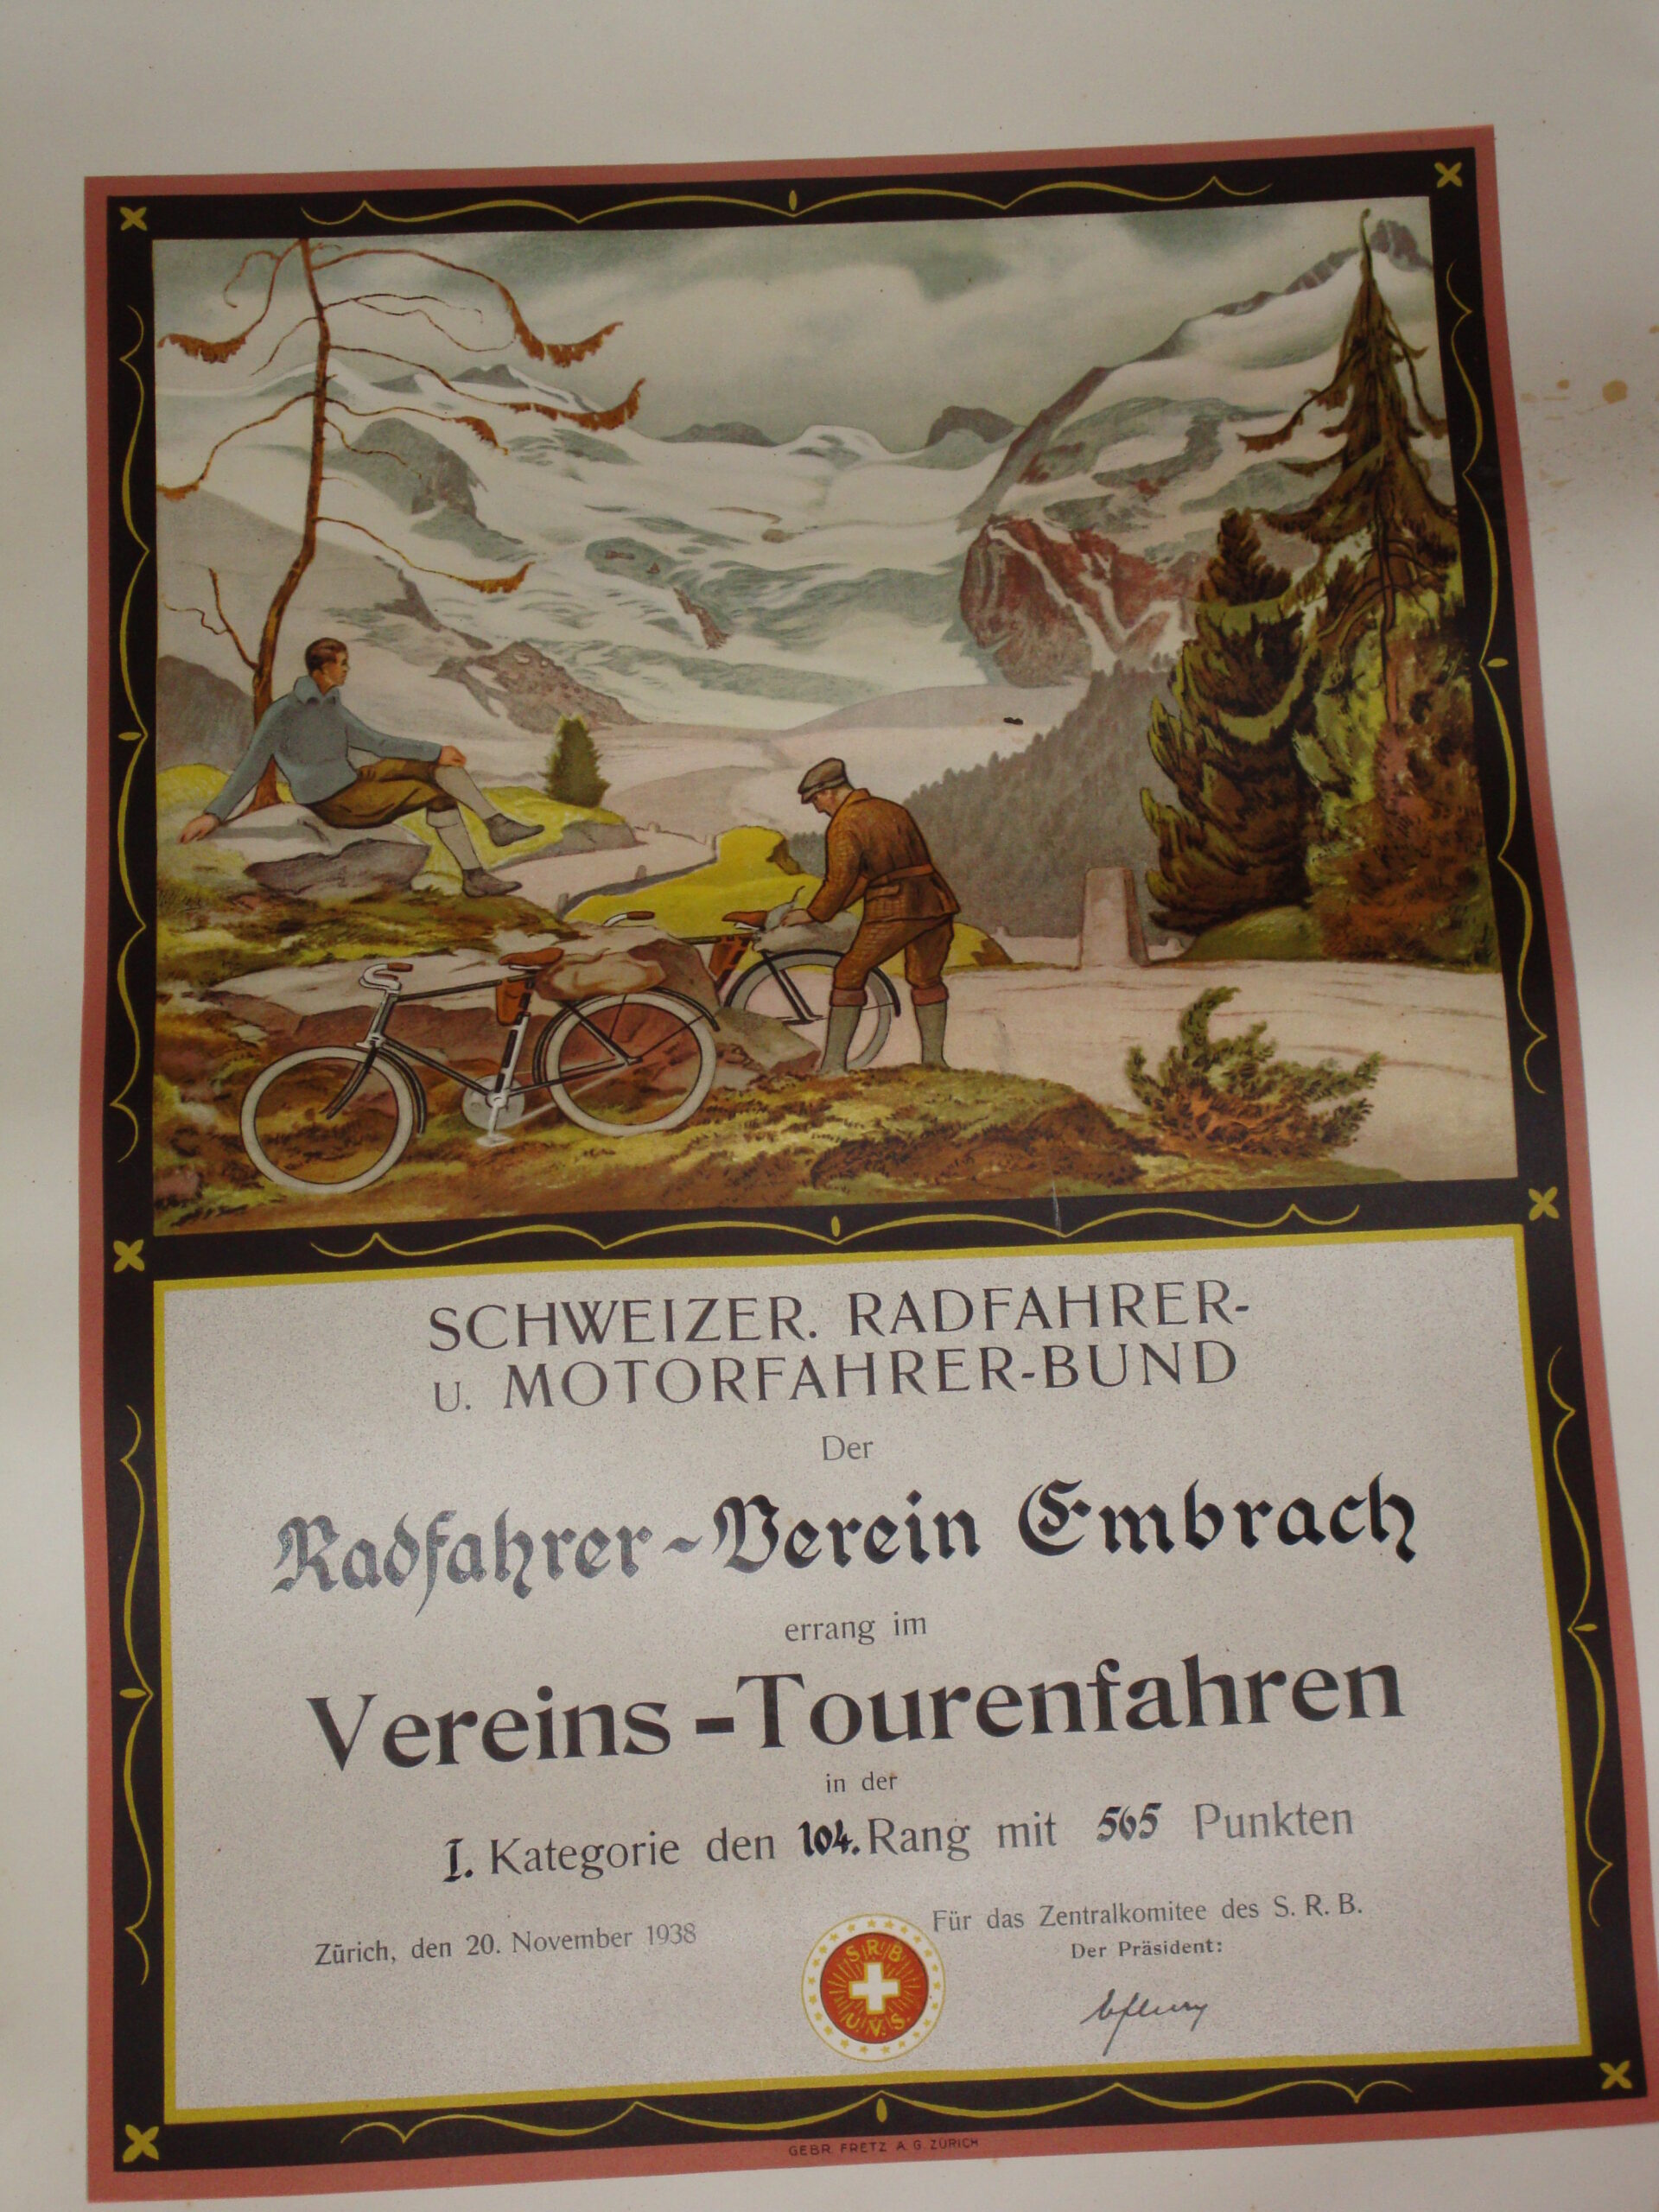 SCHWEIZER. RADFAHRER-
U. MOTORFAHRER-BUND
Der
Radfahrer-Verein Embrach
errang im
Vereins-Tourenfahren
in der
I. Kategorie den 104. Rang mit 565 Punkten
Zürich, den 20. November 1938
Für das Zentralkomitee des S. R. B.
Der Präsident:
S.R.B.
U.V.S.
GEBR. FRETZ A. G. ZÜRICH